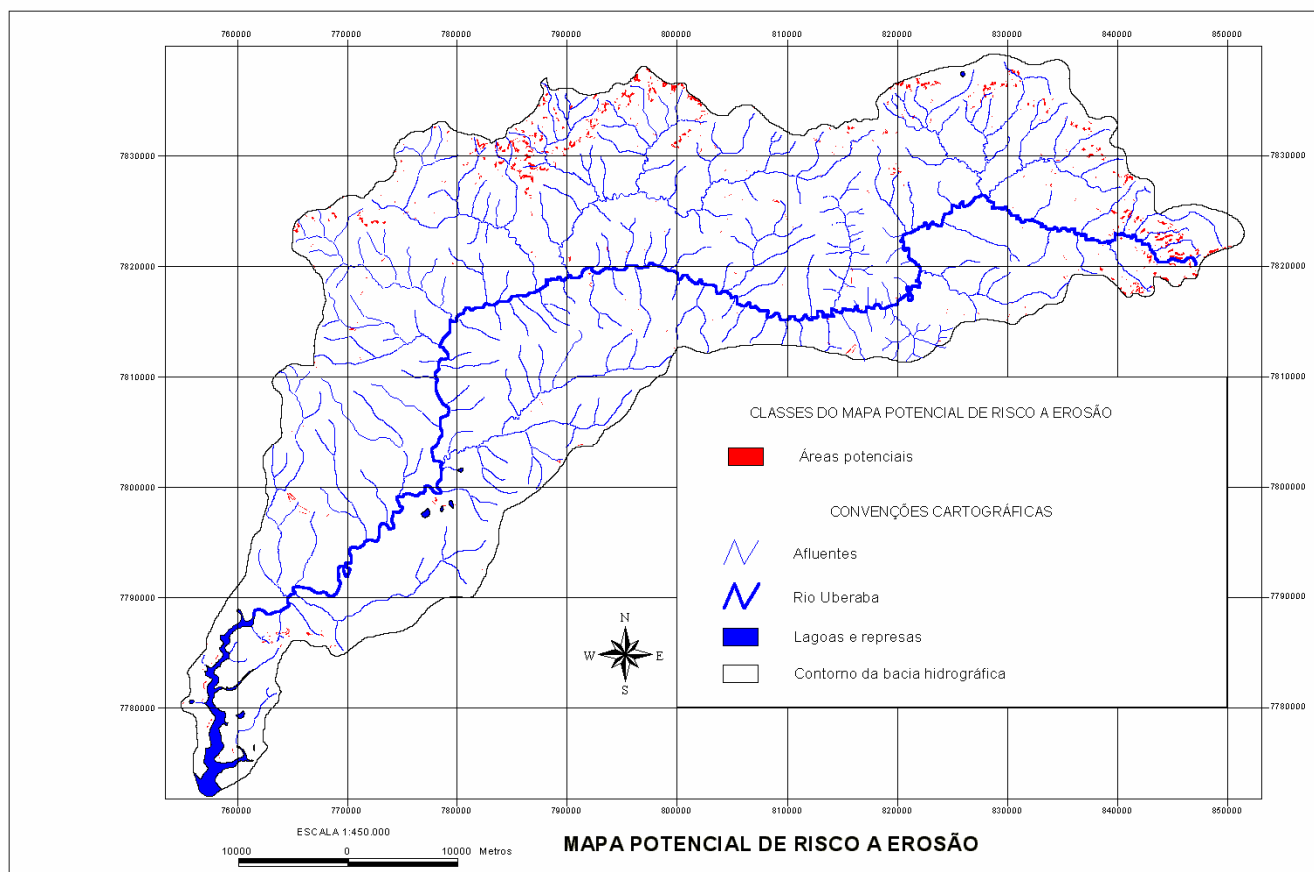 760000 770000 780000 790000 800000 810000 820000 830000 840000 850000
7830000 7830000
7820000 7820000
7810000 7810000
CLASSES DO MAPA POTENCIAL DE RISCO A EROSÃO
Áreas potenciais
7800000 7800000
CONVENÇÕES CARTOGRÁFICAS
Afluentes
7790000 7790000
Rio Uberaba
N
Lagoas e represas
W E
Contorno da bacia hidrográfica
S
7780000 7780000
760000 770000 780000 790000 800000 810000 820000 830000 840000 850000
ESCALA 1:450.000
MAPA POTENCIAL DE RISCO A EROSÃO
10000 0 10000 Metros